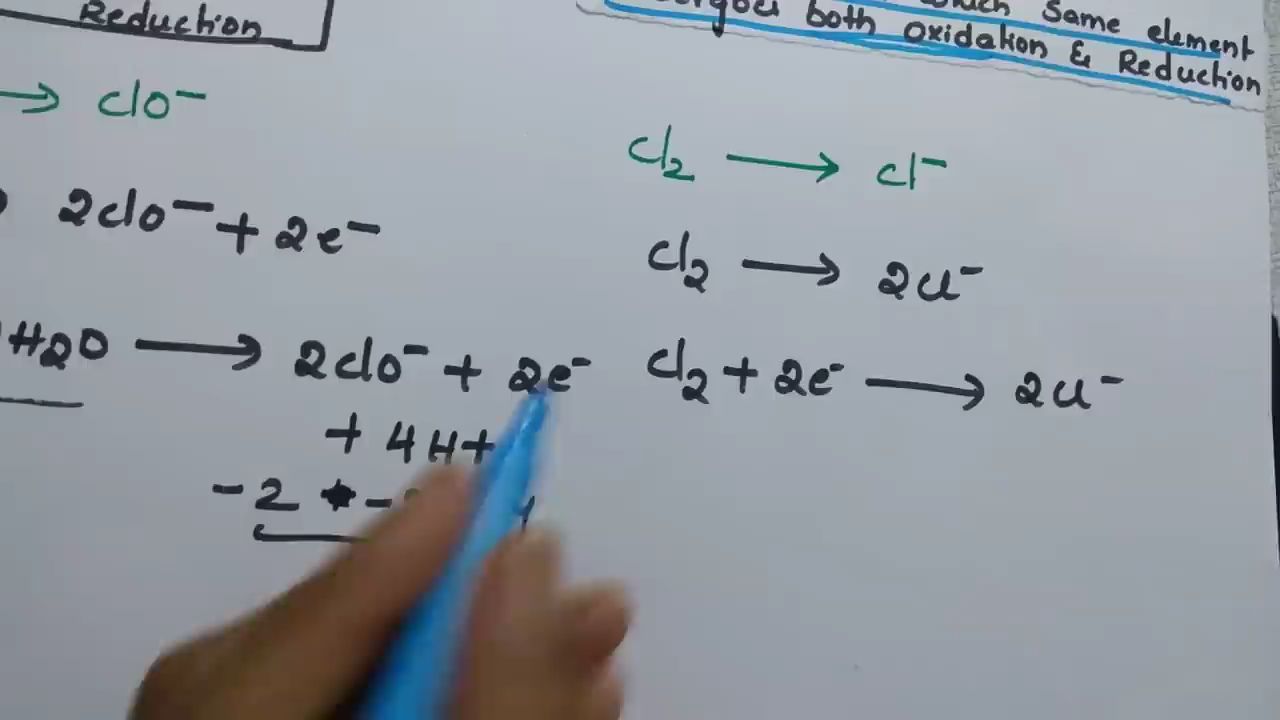 Reduction
which Same element
both oxidation & Reduction
→ clo⁻
2clo⁻ + 2e⁻
H2O → 2clo⁻ + 2e⁻
+ 4H+
-2
Cl₂ → cl⁻
Cl₂ → 2cl⁻
Cl₂ + 2e⁻ → 2cl⁻